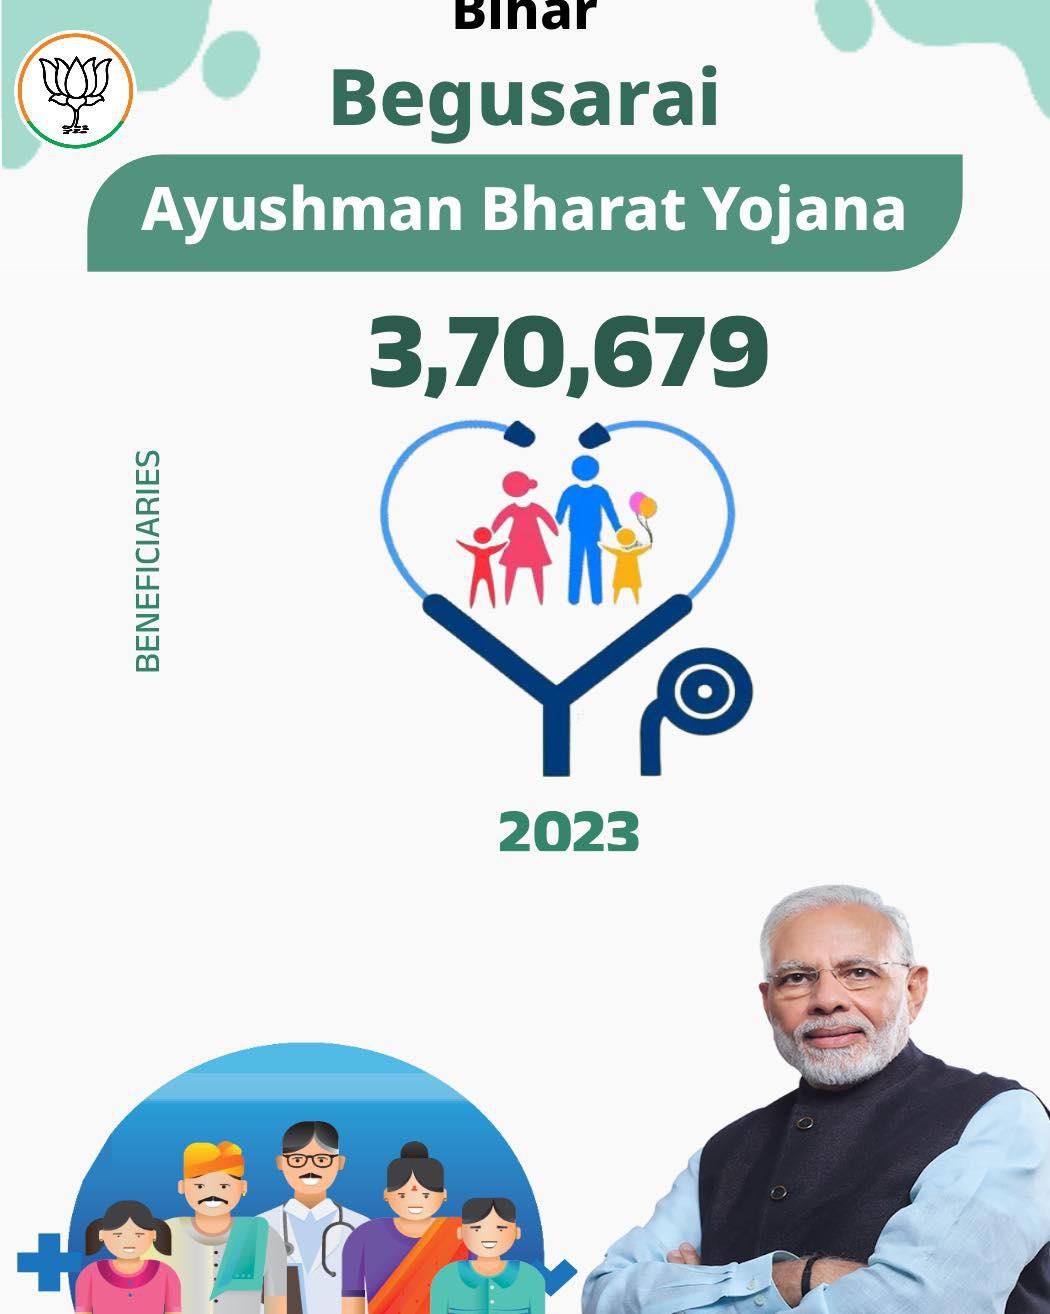 Bihar
Begusarai
Ayushman Bharat Yojana
3,70,679
BENEFICIARIES
2023